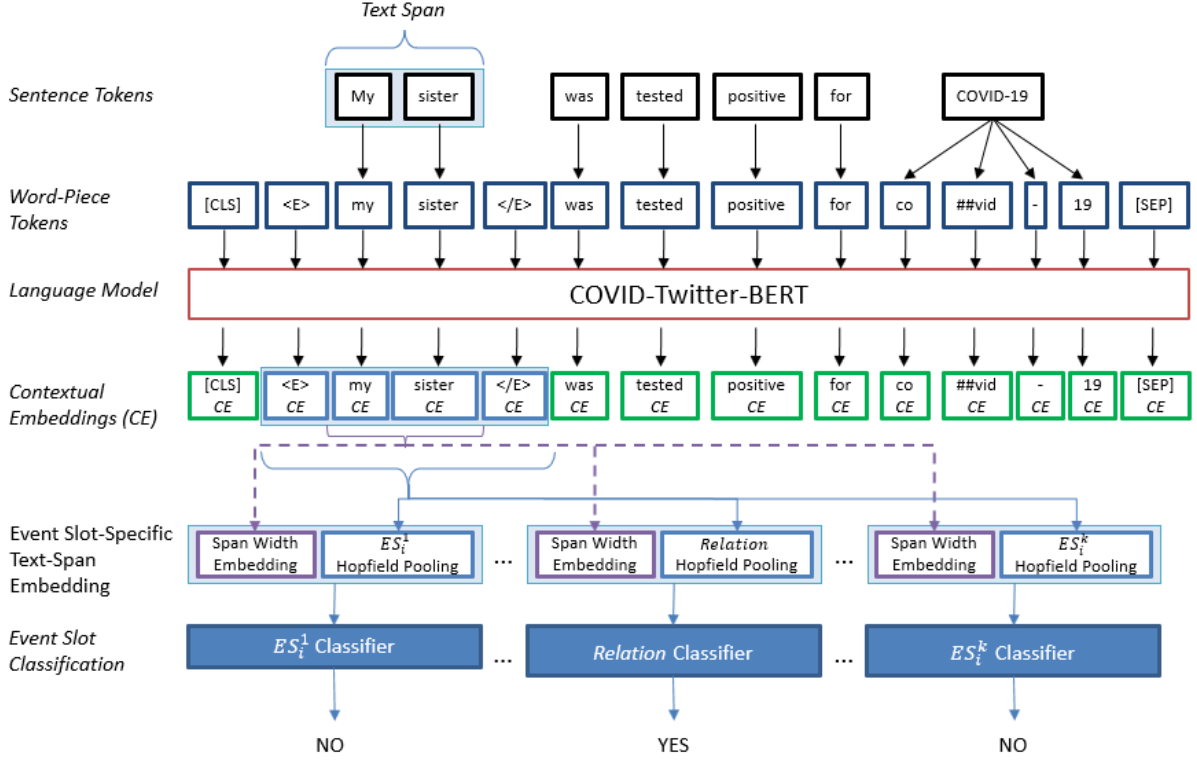 Text Span
Sentence Tokens
My sister was tested positive for COVID-19
Word-Piece
Tokens
[CLS] <E> my sister </E> was tested positive for co ##vid - 19 [SEP]
Language Model
COVID-Twitter-BERT
Contextual
Embeddings (CE)
[CLS] <E> my sister </E> was tested positive for co ##vid - 19 [SEP]
CE CE CE CE CE CE CE CE CE CE CE CE CE CE
Event Slot-Specific
Text-Span
Embedding
Span Width
Embedding
ES_i^1
Hopfield Pooling
...
Span Width
Embedding
Relation
Hopfield Pooling
...
Span Width
Embedding
ES_i^k
Hopfield Pooling
Event Slot
Classification
ES_i^1 Classifier
...
Relation Classifier
...
ES_i^k Classifier
NO YES NO